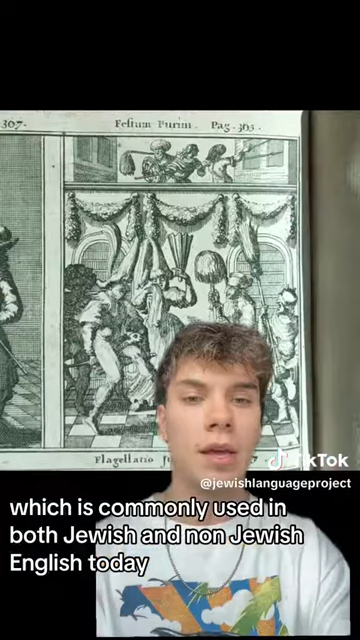 307.
Festum Purim. Pag. 303.
Flagellatio
TikTok
@jewishlanguageproject
which is commonly used in
both Jewish and non Jewish
English today